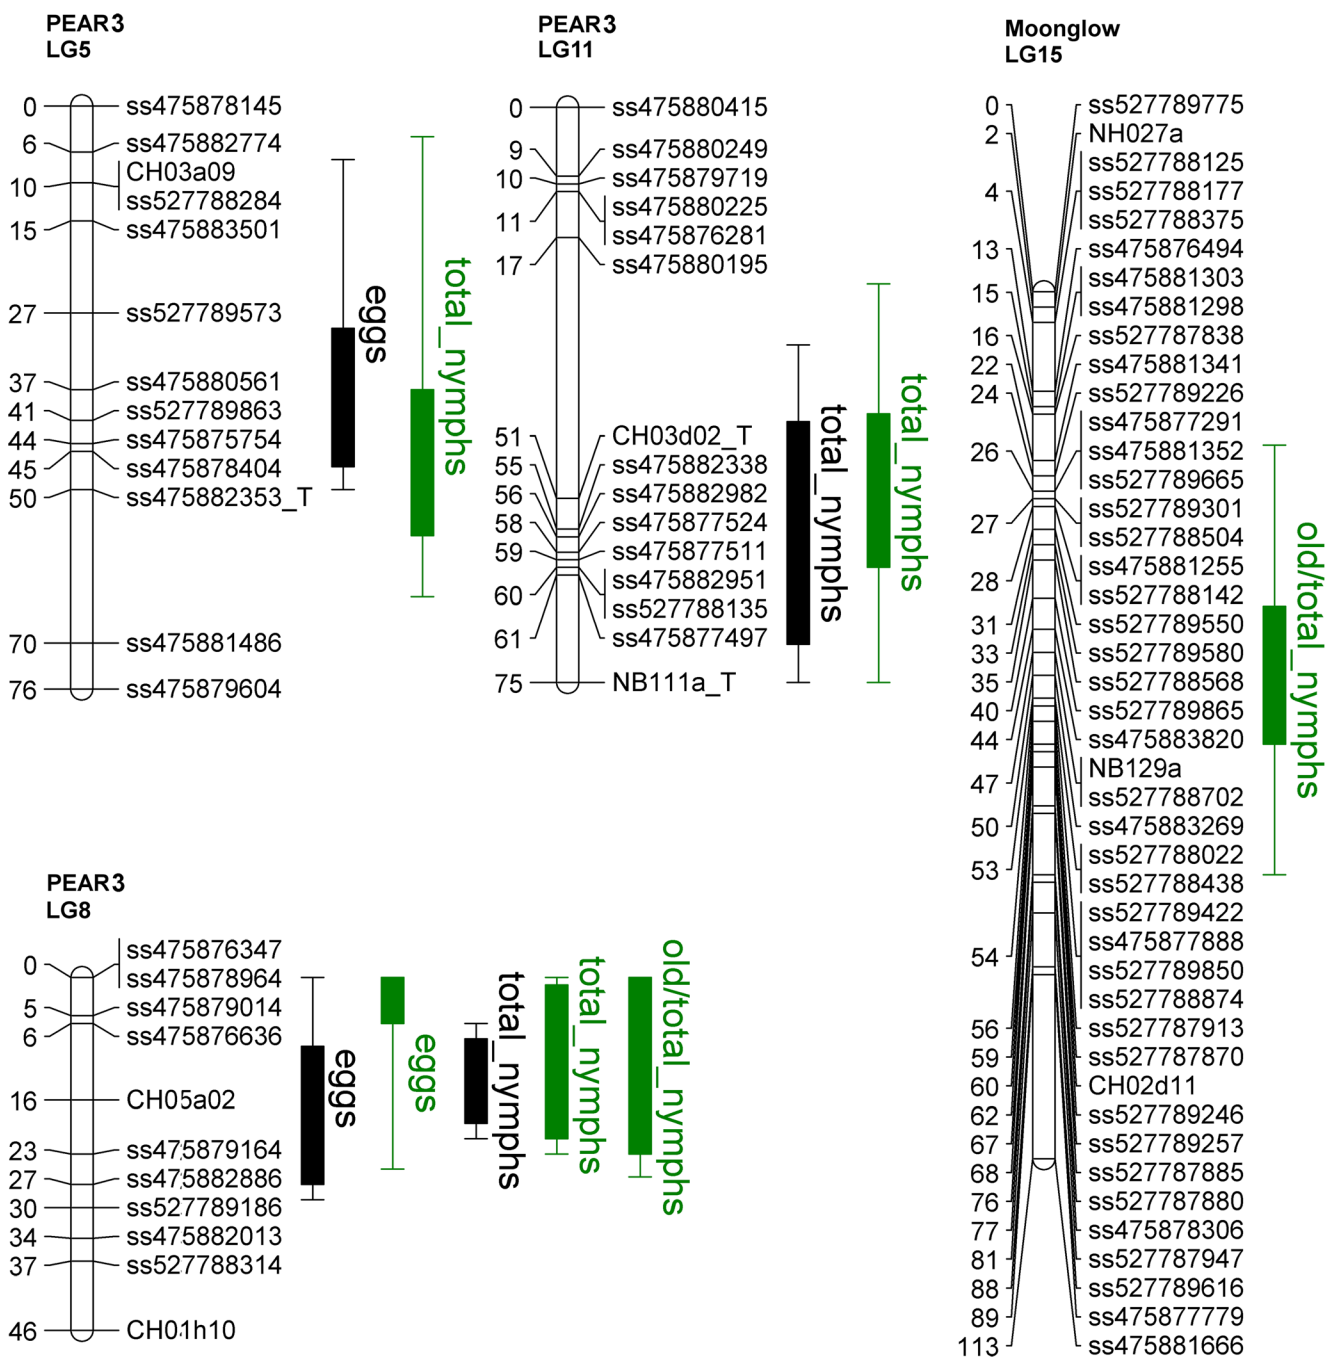 PEAR3
LG5
0 ss475878145
6 ss475882774
CH03a09
10 ss527788284
15 ss475883501
27 ss527789573
37 ss475880561
41 ss527789863
44 ss475875754
45 ss475878404
50 ss475882353_T
70 ss475881486
76 ss475879604
eggs
total_nymphs
PEAR3
LG11
0 ss475880415
9 ss475880249
10 ss475879719
ss475880225
11 ss475876281
17 ss475880195
51 CH03d02_T
55 ss475882338
56 ss475882982
58 ss475877524
59 ss475877511
ss475882951
60 ss527788135
61 ss475877497
75 NB111a_T
total_nymphs
total_nymphs
Moonglow
LG15
0 ss527789775
2 NH027a
ss527788125
4 ss527788177
ss527788375
13 ss475876494
ss475881303
15 ss475881298
16 ss527787838
22 ss475881341
24 ss527789226
ss475877291
26 ss475881352
ss527789665
ss527789301
27 ss527788504
ss475881255
28 ss527788142
31 ss527789550
33 ss527789580
35 ss527788568
40 ss527789865
44 ss475883820
NB129a
47 ss527788702
50 ss475883269
ss527788022
53 ss527788438
ss527789422
ss475877888
54 ss527789850
ss527788874
56 ss527787913
59 ss527787870
60 CH02d11
62 ss527789246
67 ss527789257
68 ss527787885
76 ss527787880
77 ss475878306
81 ss527787947
88 ss527789616
89 ss475877779
113 ss475881666
old/total_nymphs
PEAR3
LG8
ss475876347
0 ss475878964
5 ss475879014
6 ss475876636
16 CH05a02
23 ss475879164
27 ss475882886
30 ss527789186
34 ss475882013
37 ss527788314
46 CH01h10
eggs
eggs
total_nymphs
total_nymphs
old/total_nymphs